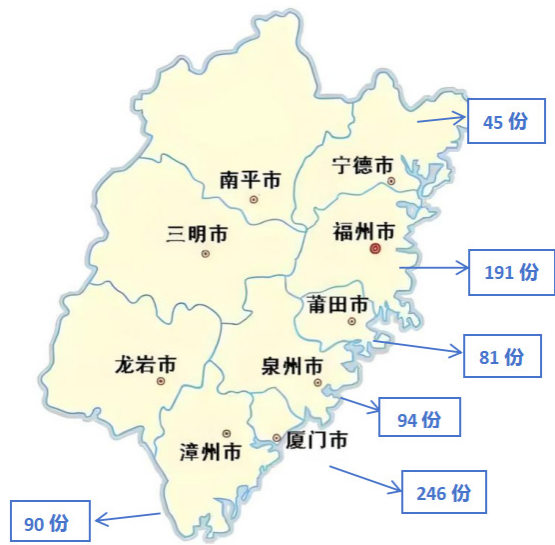 45 份
宁德市
南平市
福州市
三明市
191 份
莆田市
81 份
龙岩市
泉州市
94 份
厦门市
漳州市
246 份
90 份